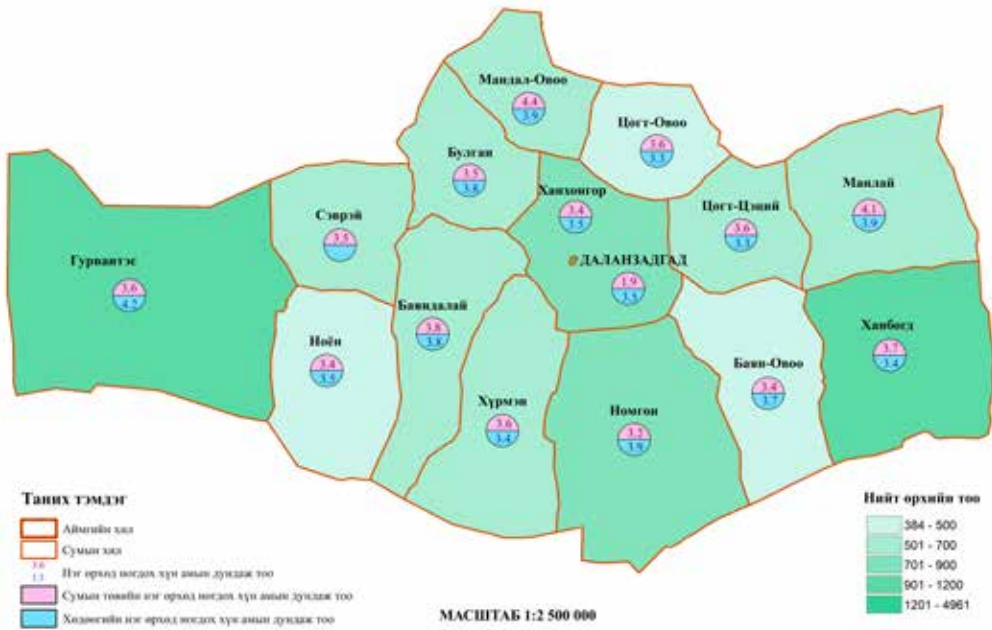 Мандал-Овоо
4.4
3.9
Цогт-Овоо
3.6
3.3
Булган
3.5
3.8
Ханхонгор
3.4
3.5
Цогт-Цэций
3.6
3.3
Манлай
4.1
3.9
Сэврэй
3.5
ДАЛАНЗАДГАД
1.9
3.5
Гурвантэс
3.6
4.2
Баяндалай
3.8
3.8
Ноён
3.4
3.5
Ханбогд
3.7
3.4
Баян-Овоо
3.4
3.7
Хүрмэн
3.6
3.4
Номгон
3.2
3.9
Таних тэмдэг
Аймгийн хил
Сумын хил
3.6
3.3
Нэг өрхөд ногдох хүн амын дундаж тоо
Сумын төвийн нэг өрхөд ногдох хүн амын дундаж тоо
Хөдөөгийн нэг өрхөд ногдох хүн амын дундаж тоо
МАСШТАБ 1:2 500 000
Нийт өрхийн тоо
384 - 500
501 - 700
701 - 900
901 - 1200
1201 - 4961